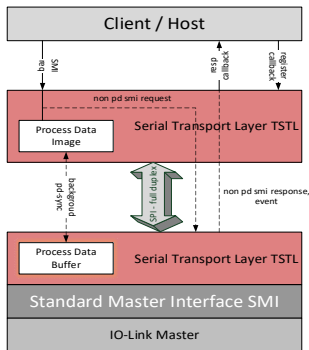 Client / Host
SMI
req
resp
callback
register
callback
non pd smi request
Process Data
Image
Serial Transport Layer TSTL
backgroud
pd-sync
SPI - full duplex
non pd smi response,
event
Process Data
Buffer
Serial Transport Layer TSTL
Standard Master Interface SMI
IO-Link Master